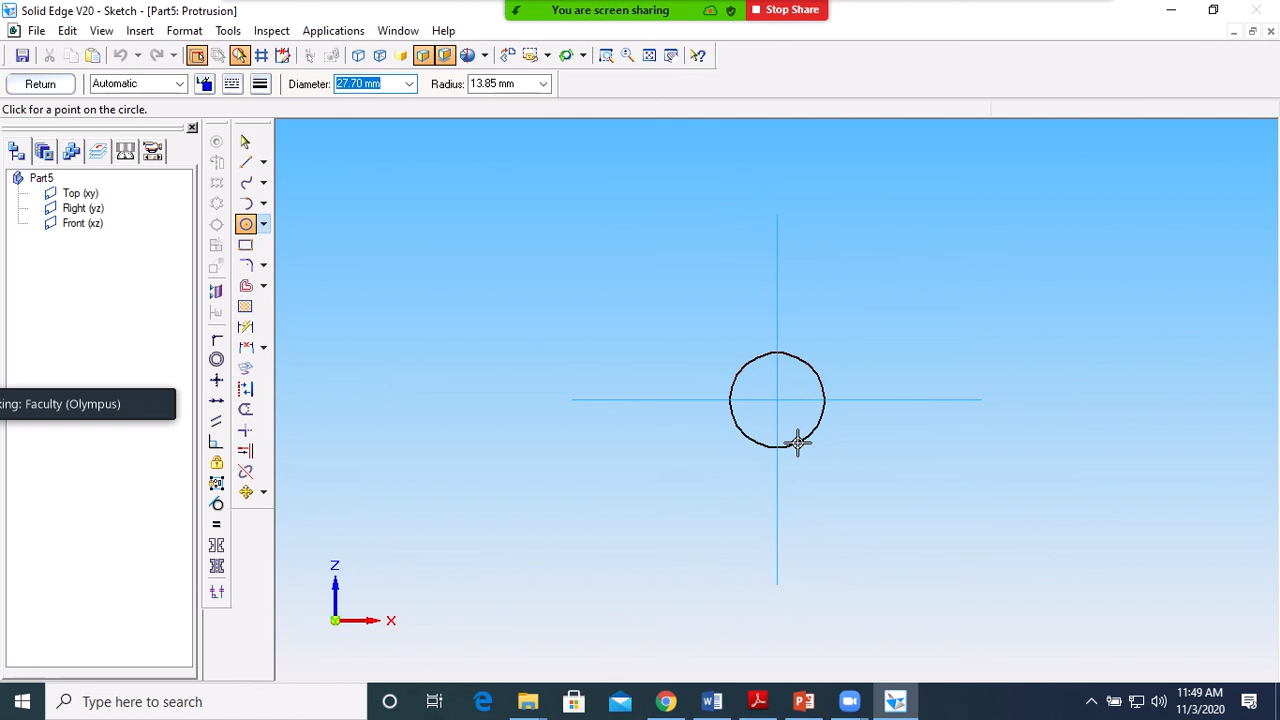 Solid Edge V20 - Sketch - [Part5: Protrusion]
You are screen sharing
Stop Share
File Edit View Insert Format Tools Inspect Applications Window Help
Return Automatic Diameter: 27.70 mm Radius: 13.85 mm
Click for a point on the circle.
Part5
Top (xy)
Right (yz)
Front (xz)
king: Faculty (Olympus)
Z
X
Type here to search
11:49 AM
11/3/2020